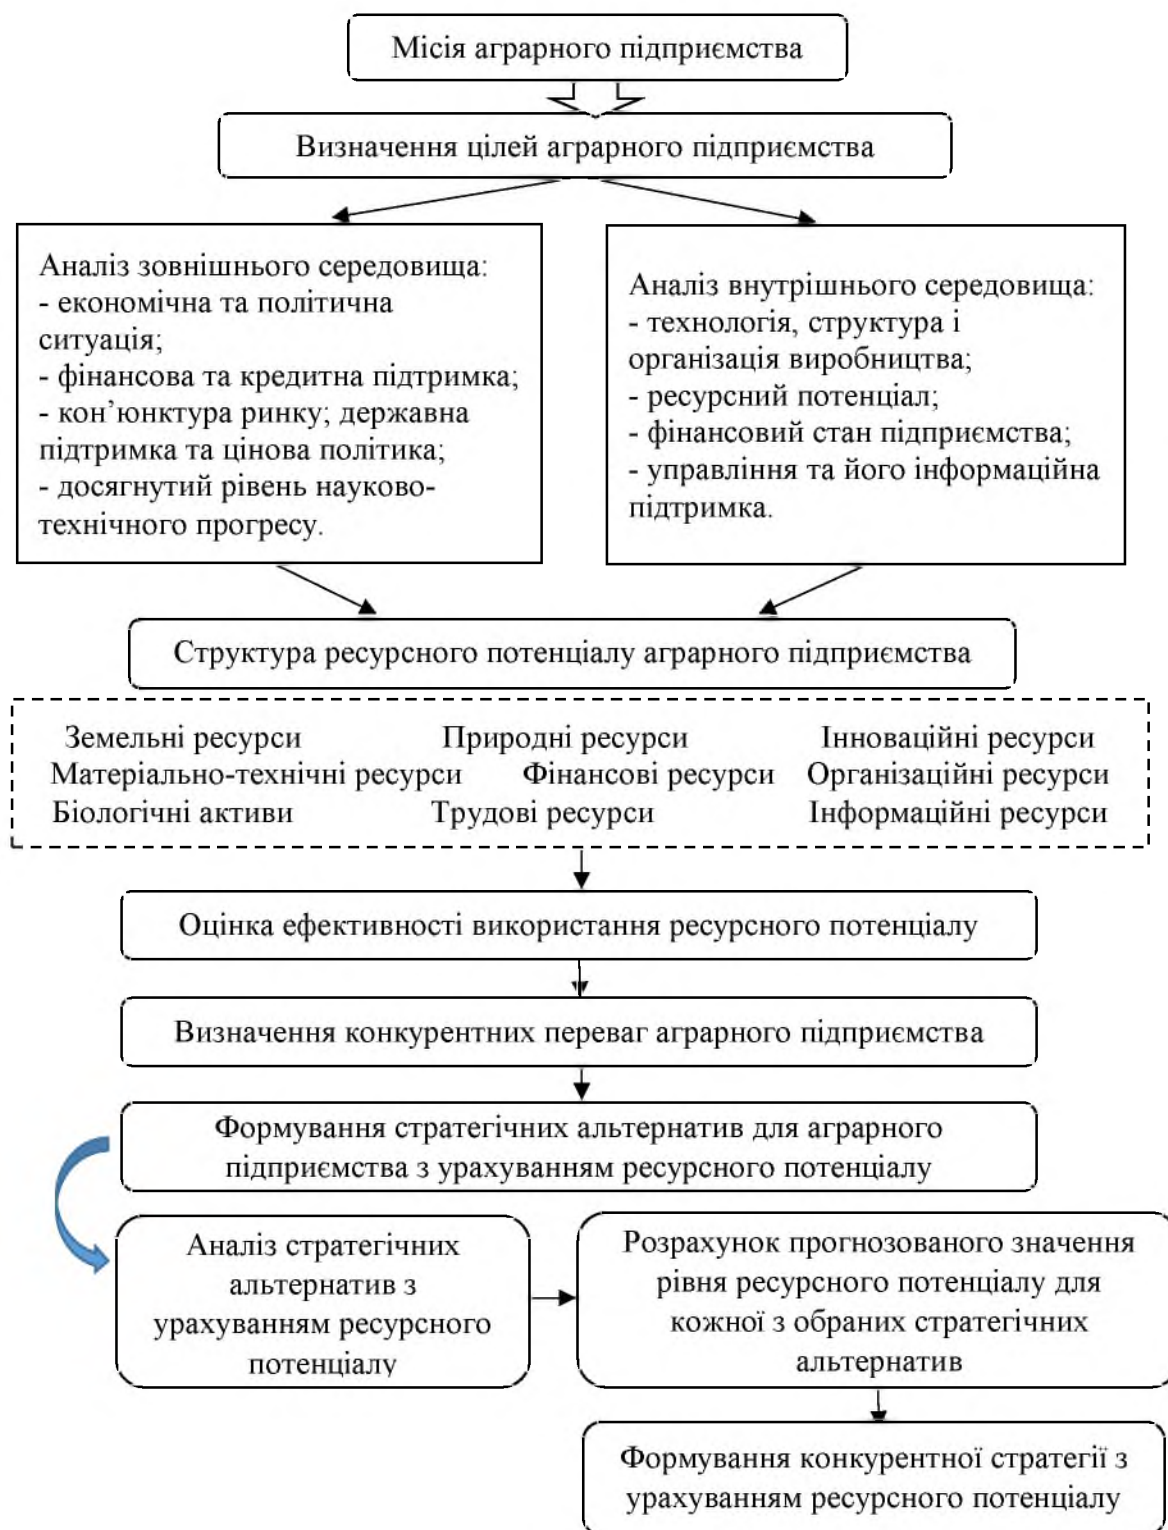 Місія аграрного підприємства
Визначення цілей аграрного підприємства
Аналіз зовнішнього середовища:
- економічна та політична
ситуація;
- фінансова та кредитна підтримка;
- кон’юнктура ринку; державна
підтримка та цінова політика;
- досягнутий рівень науково-
технічного прогресу.
Аналіз внутрішнього середовища:
- технологія, структура і
організація виробництва;
- ресурсний потенціал;
- фінансовий стан підприємства;
- управління та його інформаційна
підтримка.
Структура ресурсного потенціалу аграрного підприємства
Земельні ресурси Природні ресурси Інноваційні ресурси
Матеріально-технічні ресурси Фінансові ресурси Організаційні ресурси
Біологічні активи Трудові ресурси Інформаційні ресурси
Оцінка ефективності використання ресурсного потенціалу
Визначення конкурентних переваг аграрного підприємства
Формування стратегічних альтернатив для аграрного
підприємства з урахуванням ресурсного потенціалу
Аналіз стратегічних
альтернатив з
урахуванням ресурсного
потенціалу
Розрахунок прогнозованого значення
рівня ресурсного потенціалу для
кожної з обраних стратегічних
альтернатив
Формування конкурентної стратегії з
урахуванням ресурсного потенціалу